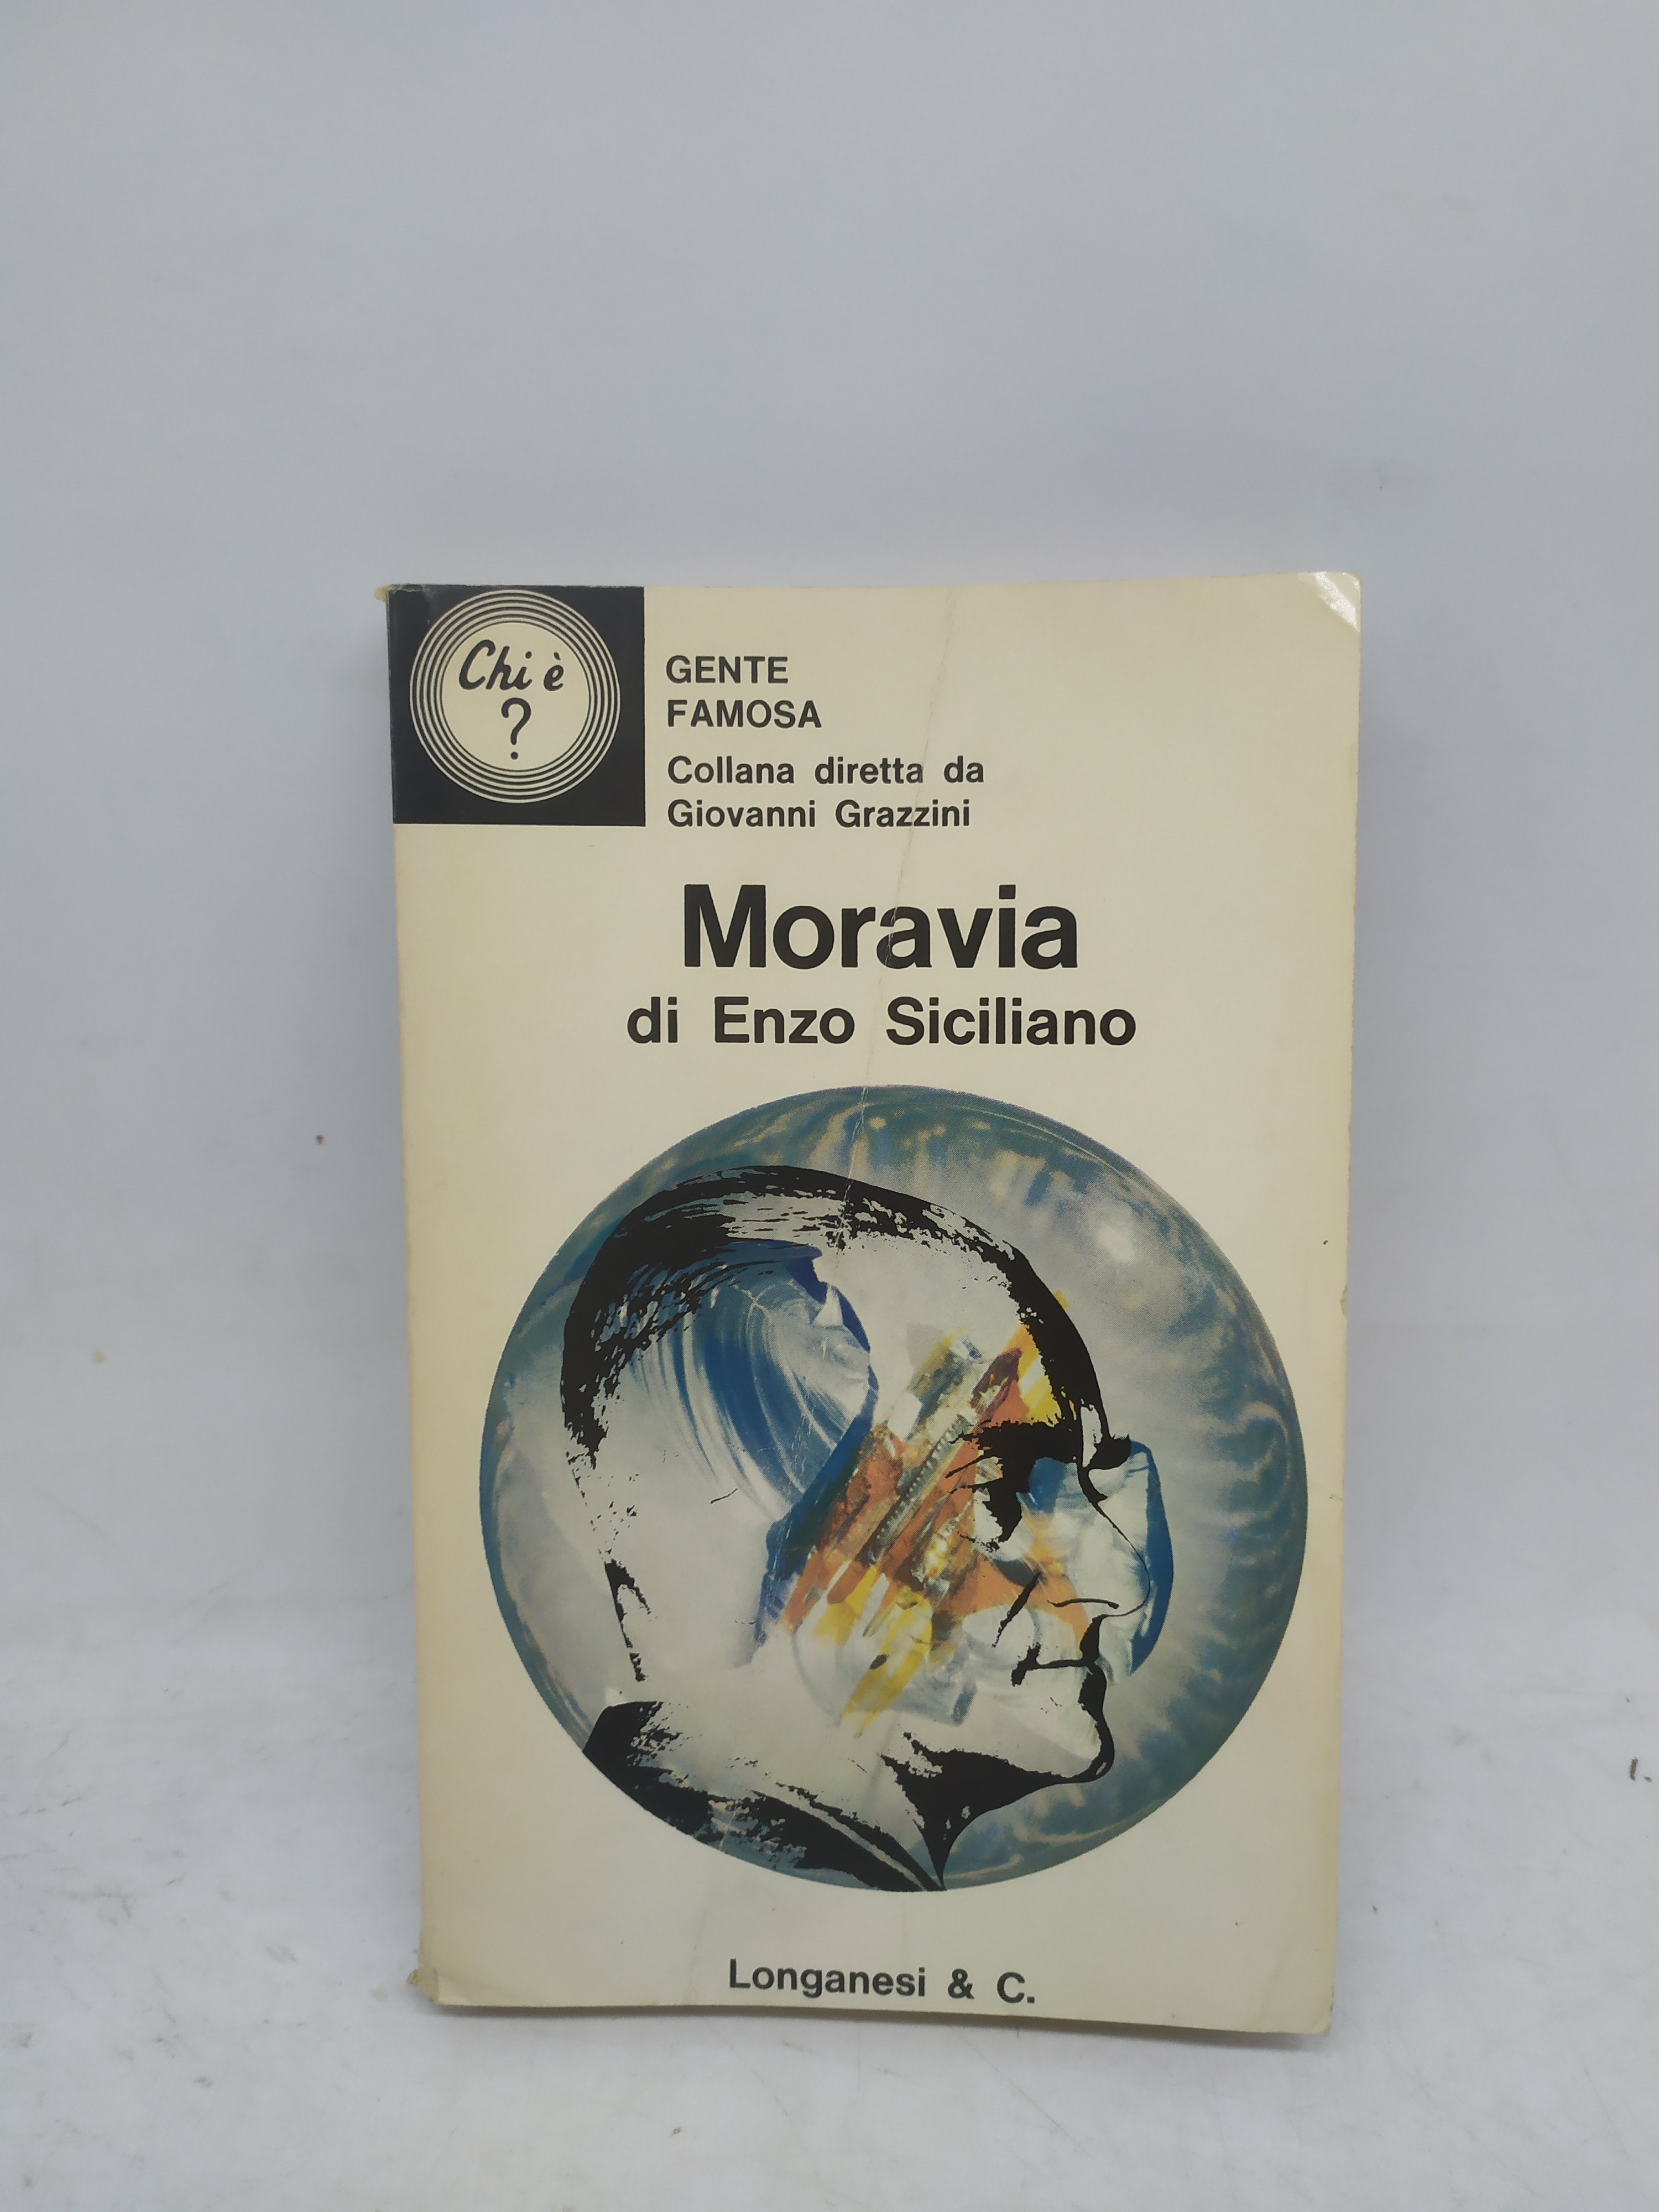 Chi è
?
GENTE
FAMOSA
Collana diretta da
Giovanni Grazzini
Moravia
di Enzo Siciliano
Longanesi & C.